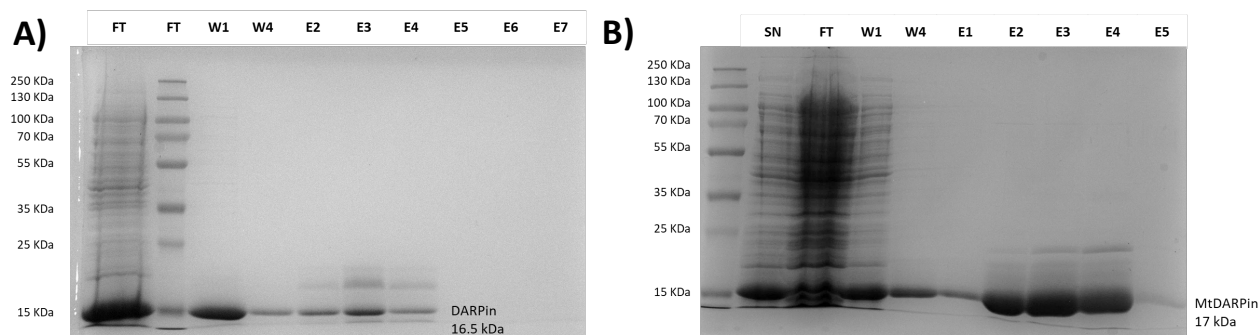 A)
FT FT W1 W4 E2 E3 E4 E5 E6 E7
250 KDa
130 KDa
100 KDa
70 KDa
55 KDa
35 KDa
25 KDa
15 KDa
DARPin
16.5 kDa
B)
SN FT W1 W4 E1 E2 E3 E4 E5
250 KDa
130 KDa
100 KDa
70 KDa
55 KDa
35 KDa
25 KDa
15 KDa
MtDARPin
17 kDa